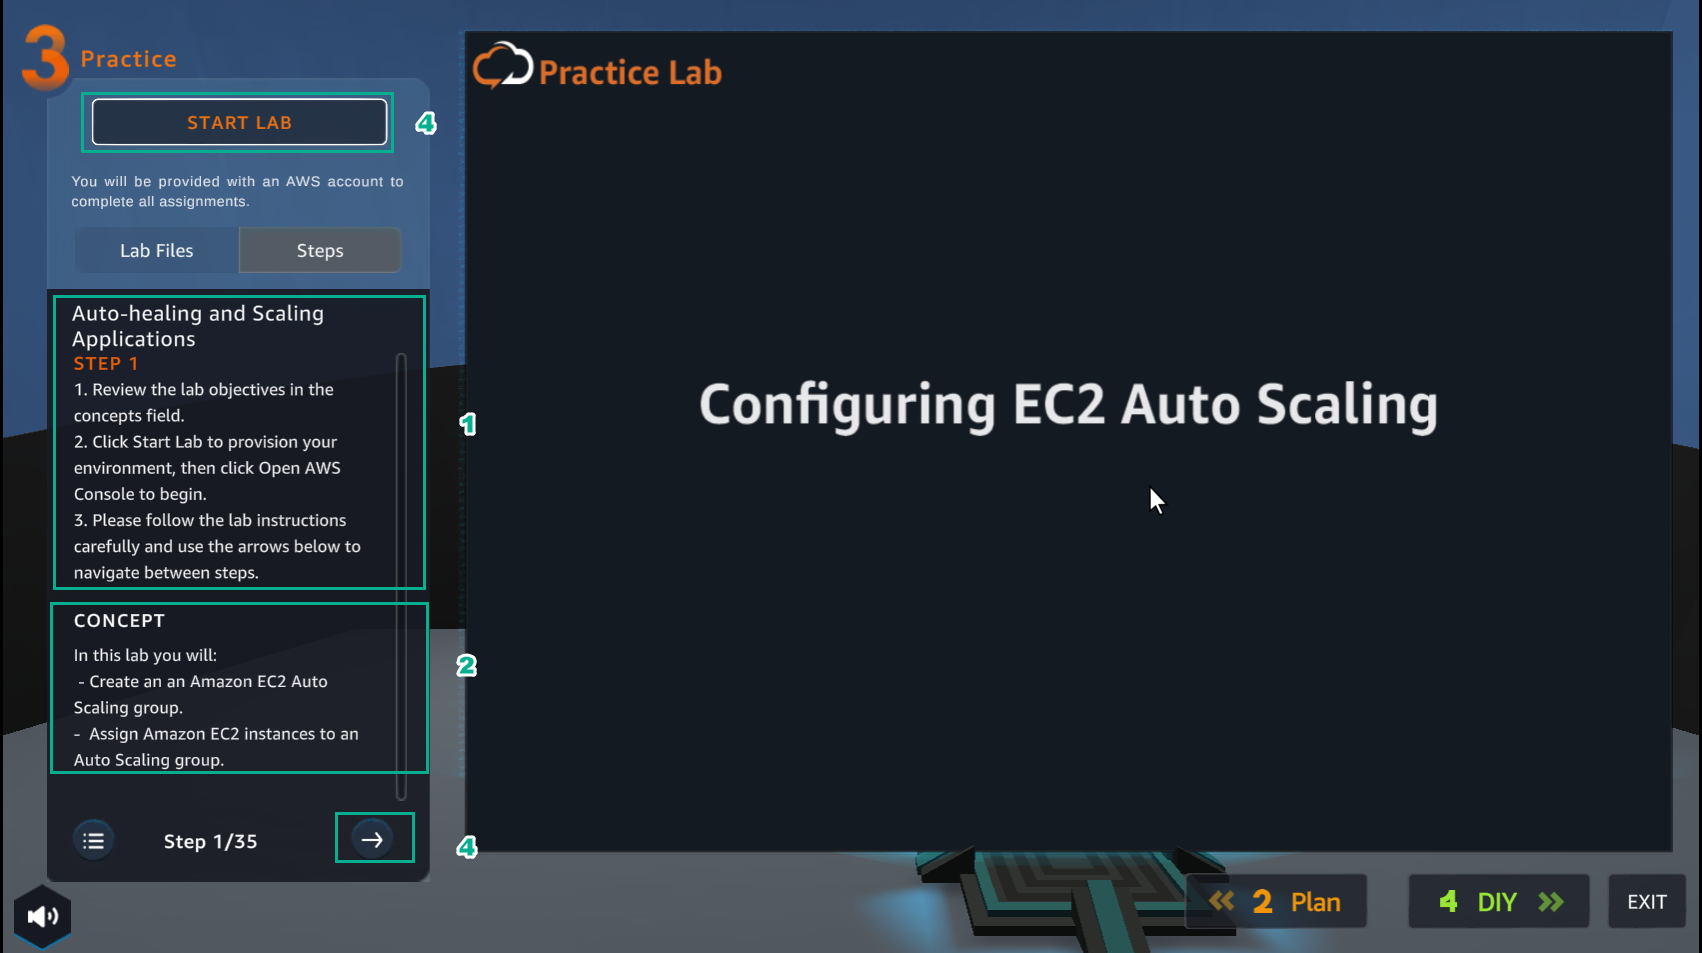 3 Practice
START LAB
4
You will be provided with an AWS account to
complete all assignments.
Lab Files
Steps
Auto-healing and Scaling
Applications
STEP 1
1. Review the lab objectives in the
concepts field.
2. Click Start Lab to provision your
environment, then click Open AWS
Console to begin.
3. Please follow the lab instructions
carefully and use the arrows below to
navigate between steps.
1
CONCEPT
In this lab you will:
- Create an an Amazon EC2 Auto
Scaling group.
- Assign Amazon EC2 instances to an
Auto Scaling group.
2
Step 1/35
4
Practice Lab
Configuring EC2 Auto Scaling
2 Plan
4 DIY
EXIT